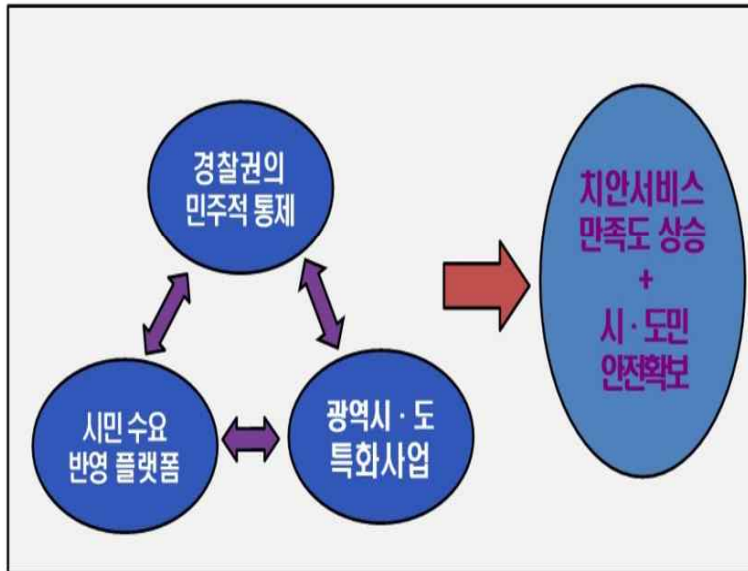 경찰권의
민주적 통제
시민 수요
반영 플랫폼
광역시 · 도
특화사업
치안서비스
만족도 상승
+
시 · 도민
안전확보